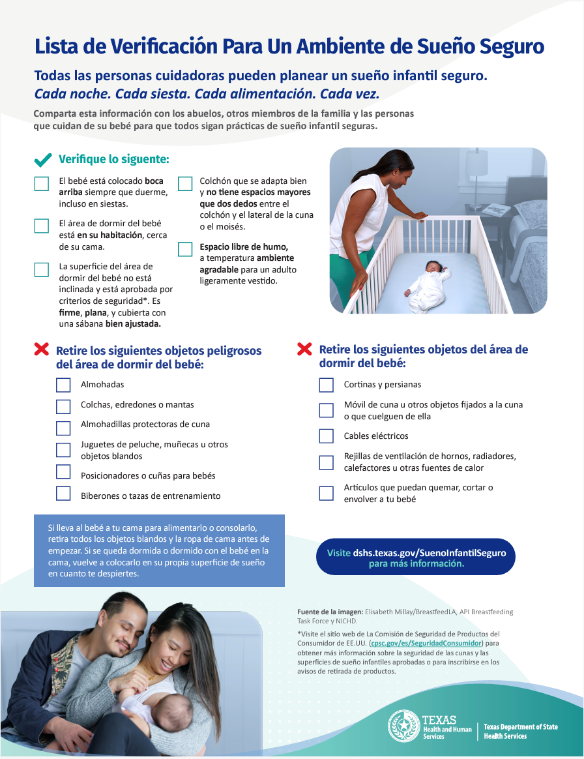 Lista de Verificación Para Un Ambiente de Sueño Seguro
Todas las personas cuidadoras pueden planear un sueño infantil seguro.
Cada noche. Cada siesta. Cada alimentación. Cada vez.
Comparta esta información con los abuelos, otros miembros de la familia y las personas
que cuidan de su bebé para que todos sigan prácticas de sueño infantil seguras.
Verifique lo siguente:
El bebé está colocado boca
arriba siempre que duerme,
incluso en siestas.
El área de dormir del bebé
está en su habitación, cerca
de su cama.
La superficie del área de
dormir del bebé no está
inclinada y está aprobada por
criterios de seguridad*. Es
firme, plana, y cubierta con
una sábana bien ajustada.
Colchón que se adapta bien
y no tiene espacios mayores
que dos dedos entre el
colchón y el lateral de la cuna
o el moisés.
Espacio libre de humo,
a temperatura ambiente
agradable para un adulto
ligeramente vestido.
Retire los siguientes objetos peligrosos
del área de dormir del bebé:
Almohadas
Colchas, edredones o mantas
Almohadillas protectoras de cuna
Juguetes de peluche, muñecas u otros
objetos blandos
Posicionadores o cuñas para bebés
Biberones o tazas de entrenamiento
Retire los siguientes objetos del área de
dormir del bebé:
Cortinas y persianas
Móvil de cuna u otros objetos fijados a la cuna
o que cuelguen de ella
Cables eléctricos
Rejillas de ventilación de hornos, radiadores,
calefactores u otras fuentes de calor
Artículos que puedan quemar, cortar o
envolver a tu bebé
Si lleva al bebé a tu cama para alimentarlo o consolarlo,
retira todos los objetos blandos y la ropa de cama antes de
empezar. Si se queda dormida o dormido con el bebé en la
cama, vuelve a colocarlo en su propia superficie de sueño
en cuanto te despiertes.
Visite dshs.texas.gov/SuenoInfantilSeguro
para más información.
Fuente de la imagen: Elisabeth Millay/BreastfeedLA, API Breastfeeding
Task Force y NICHD
*Visite el sitio web de La Comisión de Seguridad de Productos del
Consumidor de EE.UU. (cpsc.gov/es/SeguridadConsumidor) para
obtener más información sobre la seguridad de las cunas y las
superficies de sueño infantiles aprobadas o para inscribirse en los
avisos de retirada de productos.
TEXAS
Health and Human
Services
Texas Department of State
Health Services